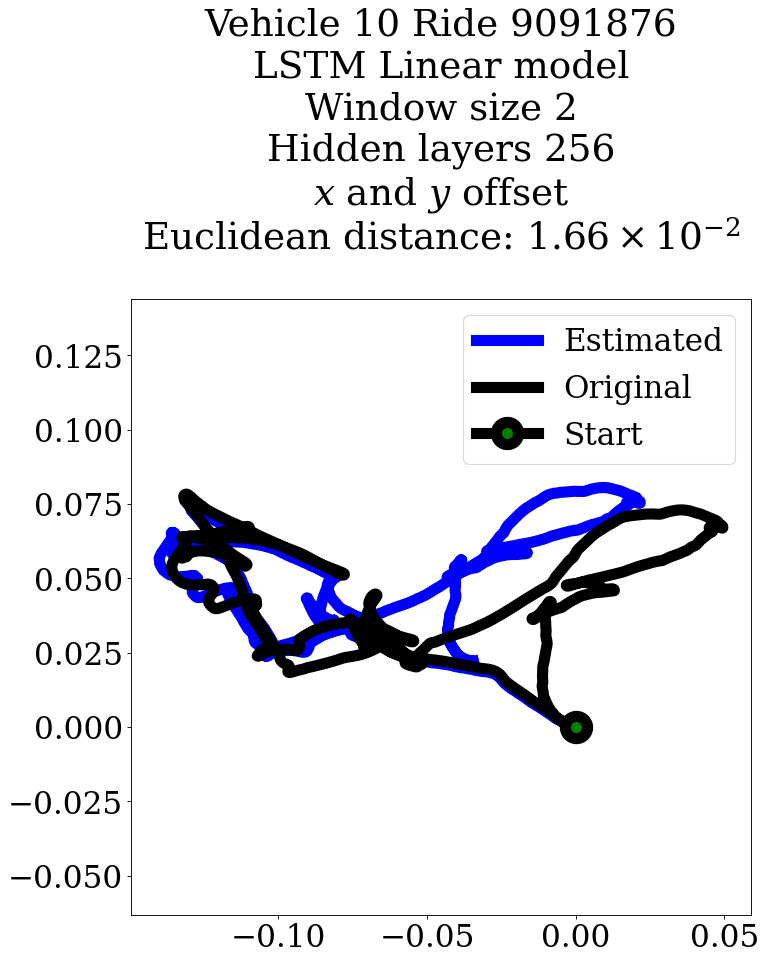 Vehicle 10 Ride 9091876
LSTM Linear model
Window size 2
Hidden layers 256
x and y offset
Euclidean distance: 1.66 × 10⁻²
Estimated
Original
Start
0.125
0.100
0.075
0.050
0.025
0.000
−0.025
−0.050
−0.10
−0.05
0.00
0.05